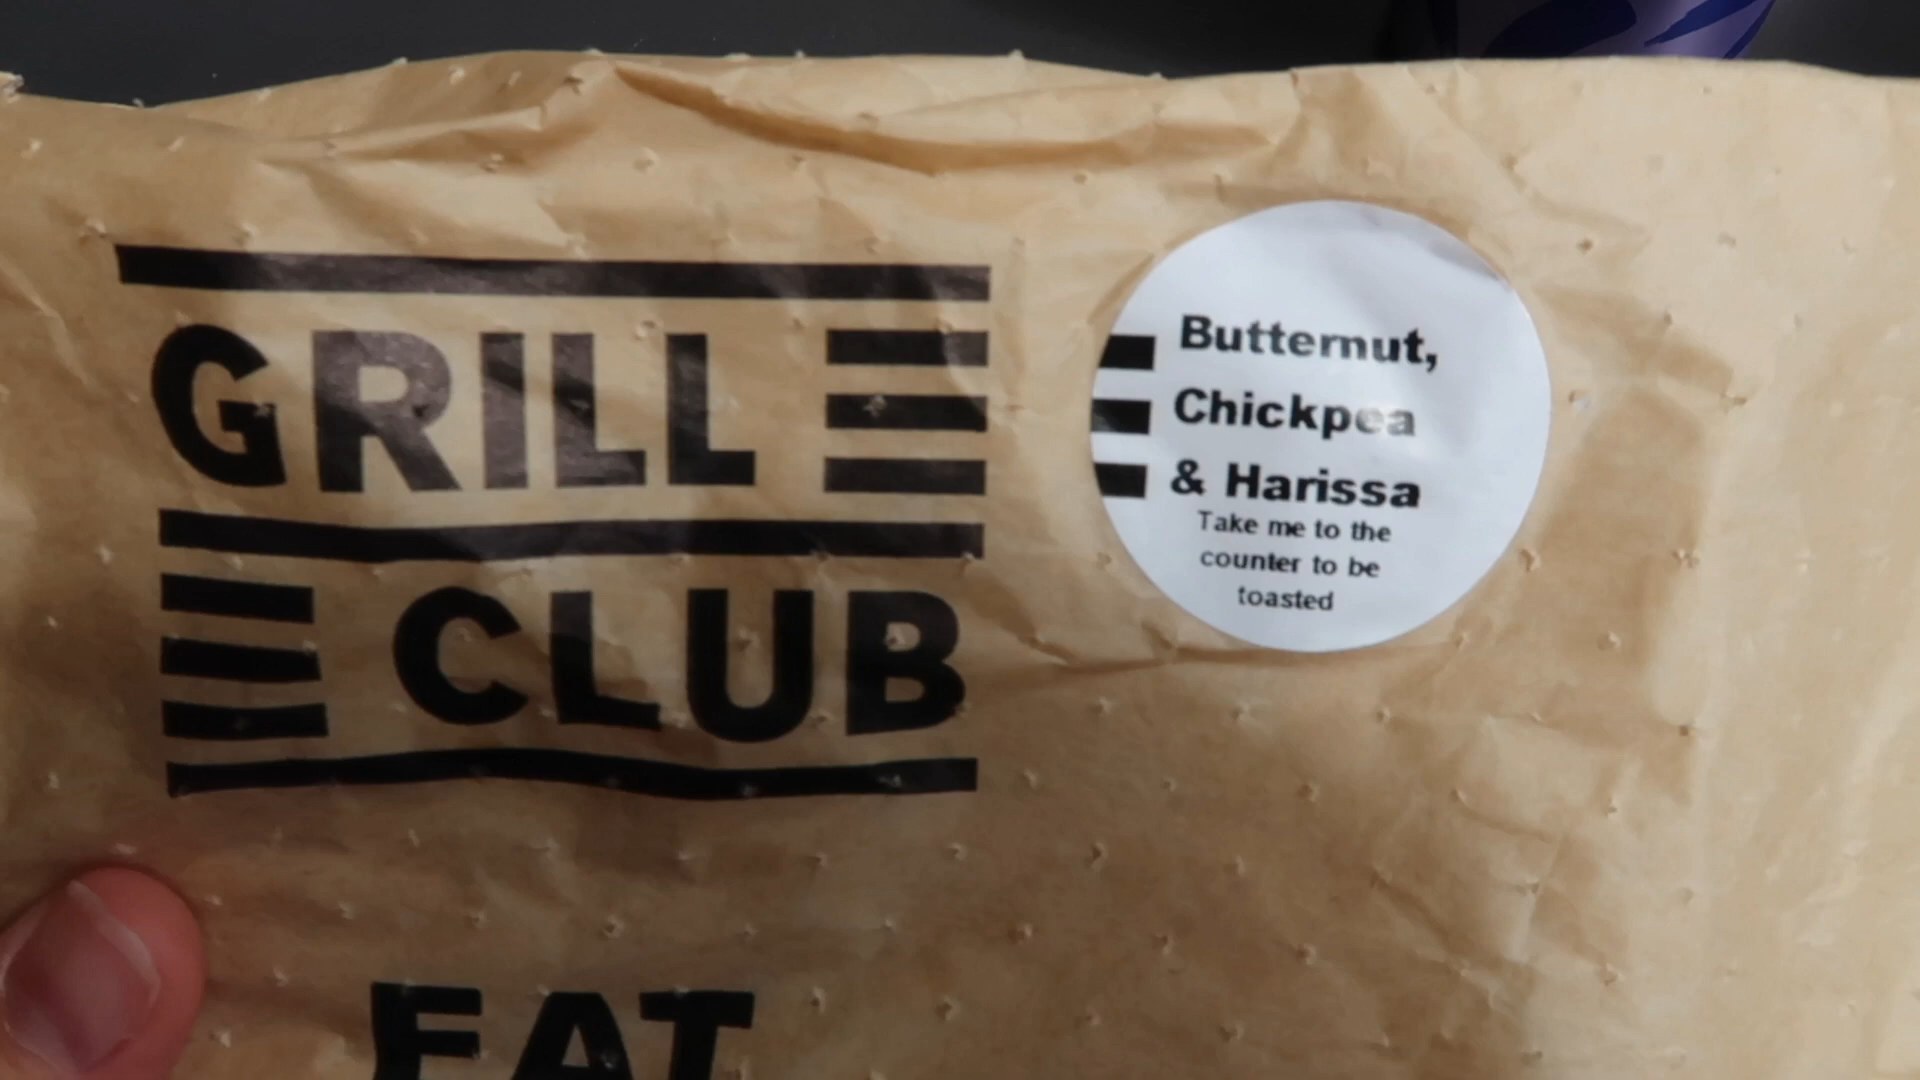 GRILL
CLUB
Butternut,
Chickpea
& Harissa
Take me to the
counter to be
toasted
EAT